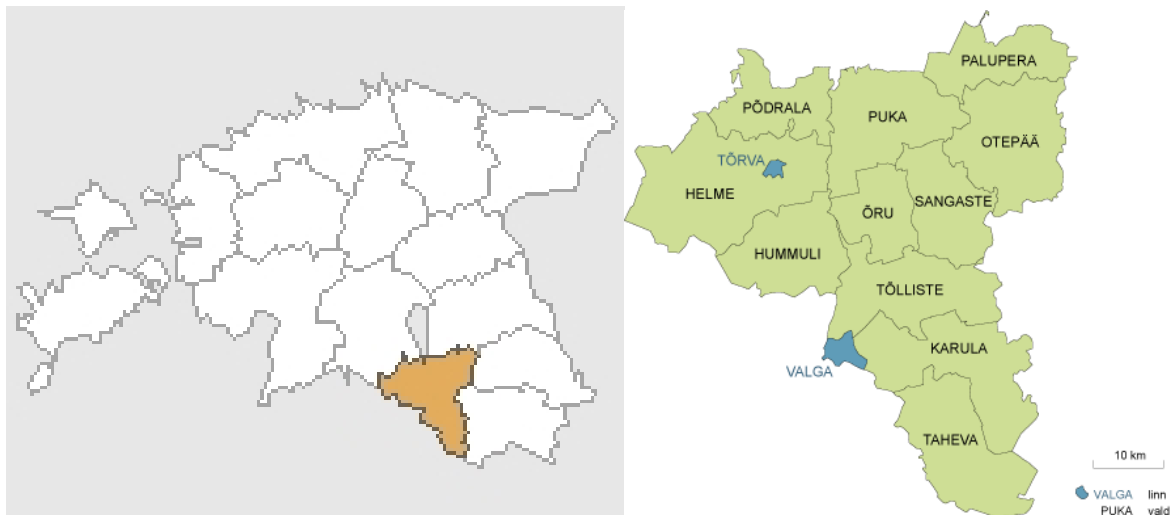 PALUPERA
PÕDRALA
PUKA
OTEPÄÄ
TÕRVA
HELME
ÕRU
SANGASTE
HUMMULI
TÕLLISTE
KARULA
VALGA
TAHEVA
10 km
VALGA linn
PUKA vald